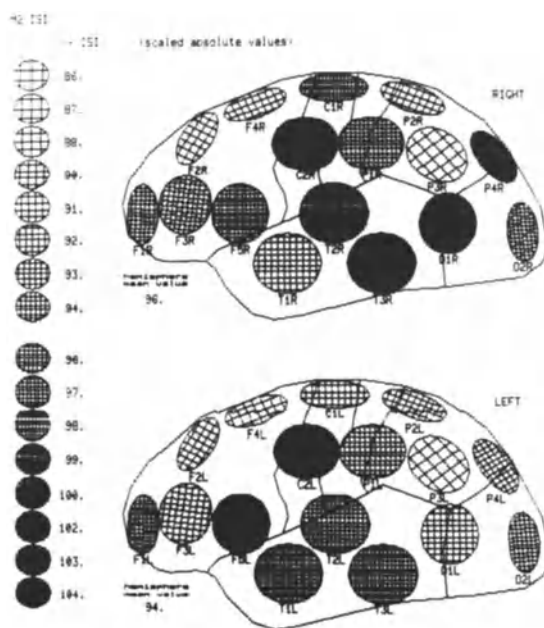 ISI (scaled absolute values)
86.
87.
88.
90.
91.
92.
93.
94.
96.
97.
98.
99.
100.
102.
103.
104.
RIGHT
C1R
F4R
P2R
F2R
C2R
P3R
P4R
F1R
F3R
F5R
T2R
O1R
O2R
T1R
T3R
hemisphere
mean value
96.
LEFT
C1L
F4L
P2L
F2L
C2L
P3L
P4L
F1L
F3L
F5L
T2L
O1L
O2L
T1L
T3L
hemisphere
mean value
94.